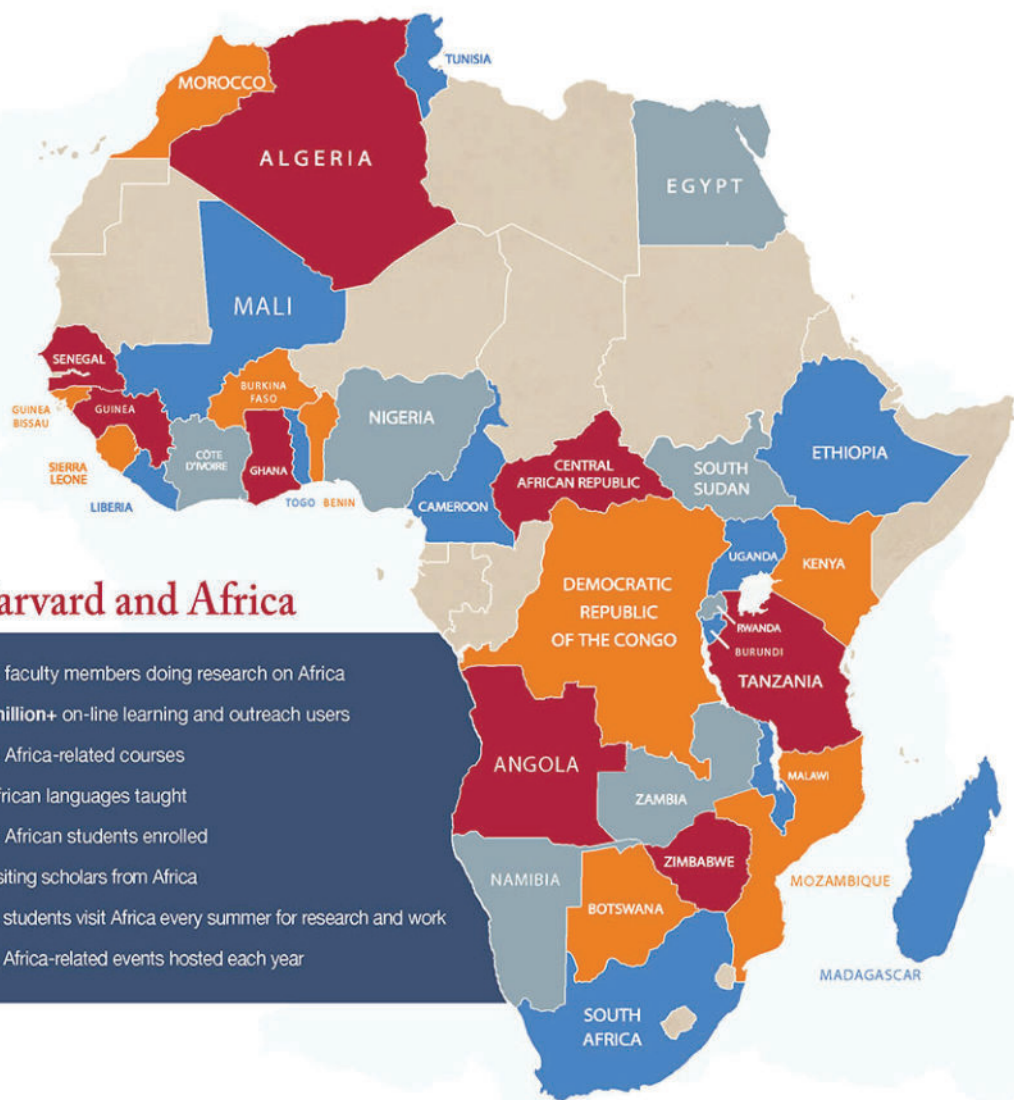 TUNISIA
MOROCCO
ALGERIA
EGYPT
MALI
SENEGAL
BURKINA
FASO
GUINEA
BISSAU
GUINEA
NIGERIA
CÔTE
D'IVOIRE
GHANA
SIERRA
LEONE
LIBERIA
TOGO
BENIN
CAMEROON
CENTRAL
AFRICAN REPUBLIC
SOUTH
SUDAN
ETHIOPIA
UGANDA
KENYA
DEMOCRATIC
REPUBLIC
OF THE CONGO
RWANDA
BURUNDI
TANZANIA
ANGOLA
ZAMBIA
MALAWI
ZIMBABWE
NAMIBIA
BOTSWANA
MOZAMBIQUE
MADAGASCAR
SOUTH
AFRICA
arvard and Africa
faculty members doing research on Africa
illion+ on-line learning and outreach users
Africa-related courses
frican languages taught
African students enrolled
siting scholars from Africa
students visit Africa every summer for research and work
Africa-related events hosted each year